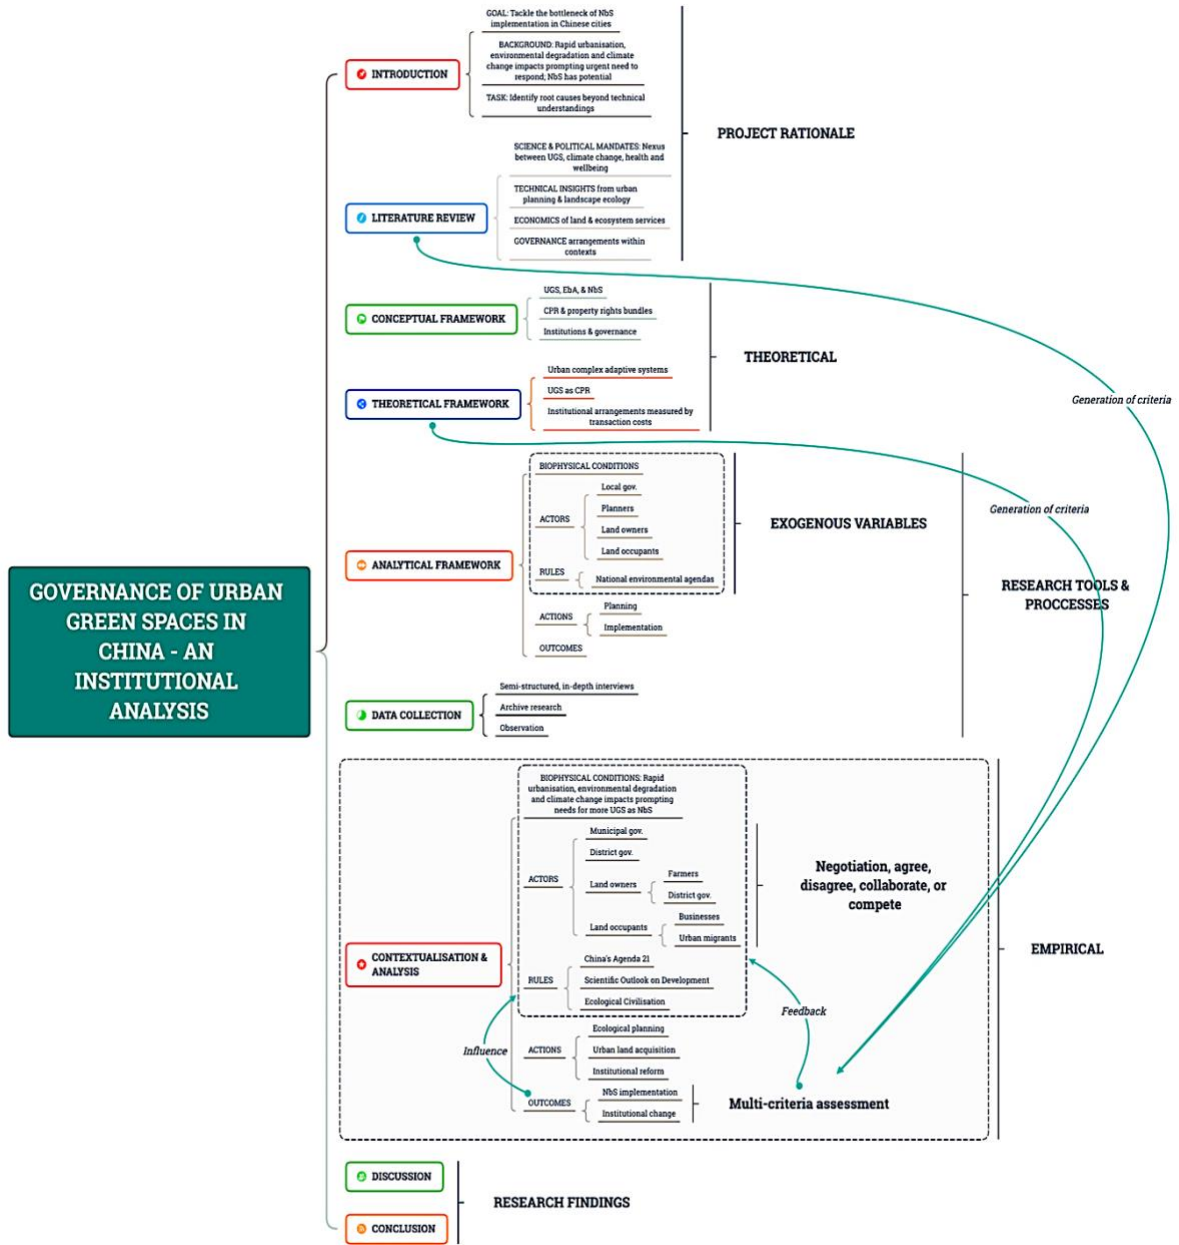 GOVERNANCE OF URBAN
GREEN SPACES IN
CHINA - AN
INSTITUTIONAL
ANALYSIS
INTRODUCTION
GOAL: Tackle the bottleneck of NbS
implementation in Chinese cities
BACKGROUND: Rapid urbanisation,
environmental degradation and climate
change impacts prompting urgent need to
respond; NbS has potential
TASK: Identify root causes beyond technical
understandings
LITERATURE REVIEW
SCIENCE & POLITICAL MANDATES: Nexus
between UGS, climate change, health and
wellbeing
TECHNICAL INSIGHTS from urban
planning & landscape ecology
ECONOMICS of land & ecosystem services
GOVERNANCE arrangements within
contexts
PROJECT RATIONALE
CONCEPTUAL FRAMEWORK
UGS, EbA, & NbS
CPR & property rights bundles
Institutions & governance
THEORETICAL FRAMEWORK
Urban complex adaptive systems
UGS as CPR
Institutional arrangements measured by
transaction costs
THEORETICAL
Generation of criteria
Generation of criteria
ANALYTICAL FRAMEWORK
BIOPHYSICAL CONDITIONS
ACTORS
Local gov.
Planners
Land owners
Land occupants
RULES
National environmental agendas
EXOGENOUS VARIABLES
ACTIONS
Planning
Implementation
OUTCOMES
DATA COLLECTION
Semi-structured, in-depth interviews
Archive research
Observation
RESEARCH TOOLS &
PROCCESSES
CONTEXTUALISATION &
ANALYSIS
BIOPHYSICAL CONDITIONS: Rapid
urbanisation, environmental degradation
and climate change impacts prompting
needs for more UGS as NbS
ACTORS
Municipal gov.
District gov.
Land owners
Farmers
District gov.
Land occupants
Businesses
Urban migrants
Negotiation, agree,
disagree, collaborate, or
compete
RULES
China's Agenda 21
Scientific Outlook on Development
Ecological Civilisation
ACTIONS
Ecological planning
Urban land acquisition
Institutional reform
OUTCOMES
NbS implementation
Institutional change
Influence
Feedback
Multi-criteria assessment
EMPIRICAL
DISCUSSION
CONCLUSION
RESEARCH FINDINGS